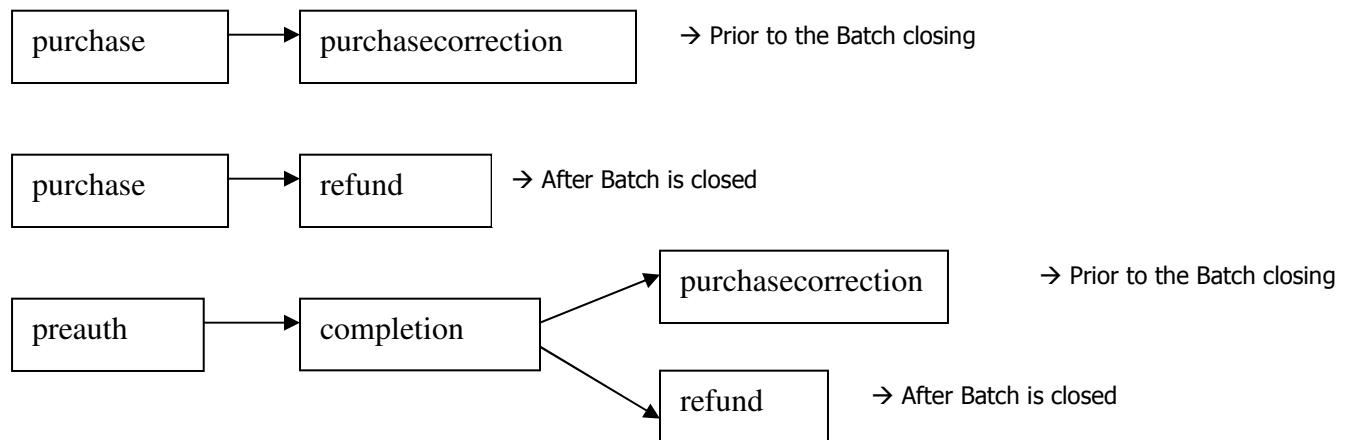 purchase purchasecorrection → Prior to the Batch closing
purchase refund → After Batch is closed
purchasecorrection → Prior to the Batch closing
preauth completion
refund → After Batch is closed